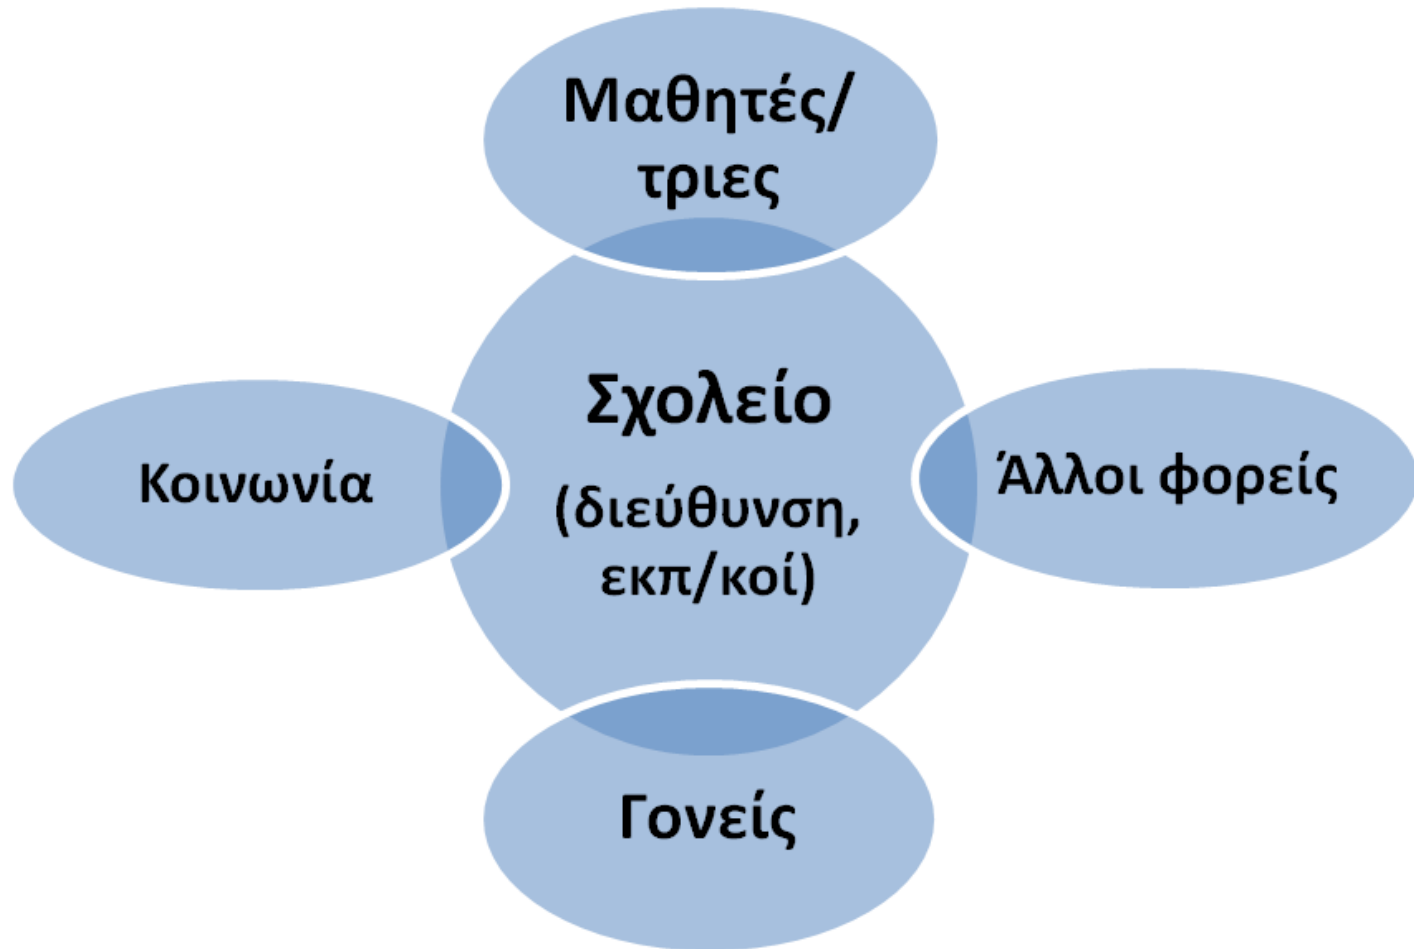 Μαθητές/
τριες
Σχολείο
(διεύθυνση,
εκπ/κοί)
Κοινωνία
Άλλοι φορείς
Γονείς